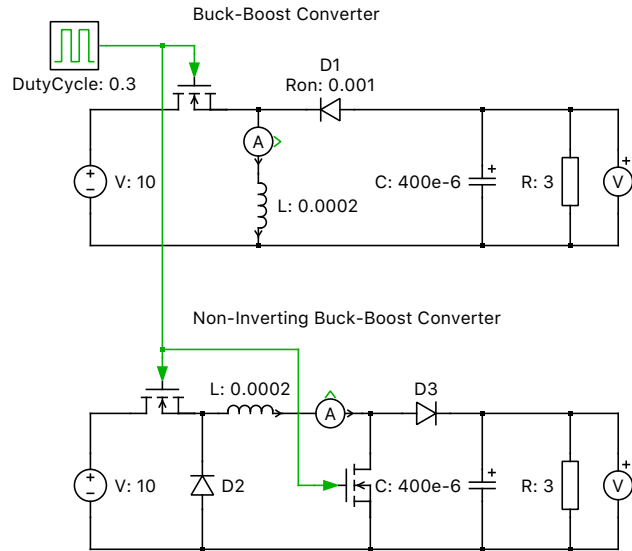 Buck-Boost Converter
DutyCycle: 0.3
D1
Ron: 0.001
A
V: 10
L: 0.0002
C: 400e-6
R: 3
V
Non-Inverting Buck-Boost Converter
L: 0.0002
A
D3
V: 10
D2
C: 400e-6
R: 3
V